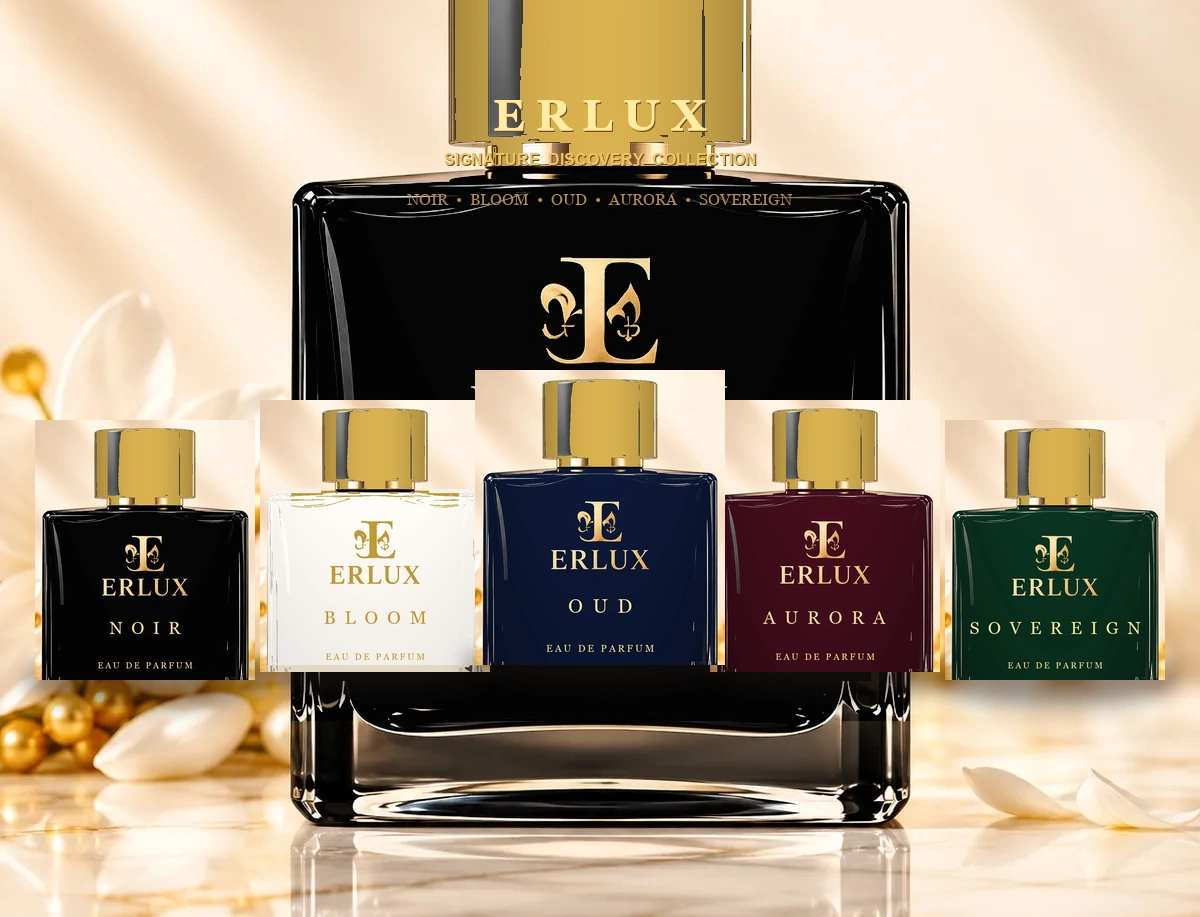 ERLUX
SIGNATURE DISCOVERY COLLECTION
NOIR • BLOOM • OUD • AURORA • SOVEREIGN
E
E
ERLUX
NOIR
EAU DE PARFUM
E
ERLUX
BLOOM
EAU DE PARFUM
E
ERLUX
OUD
EAU DE PARFUM
E
ERLUX
AURORA
EAU DE PARFUM
E
ERLUX
SOVEREIGN
EAU DE PARFUM